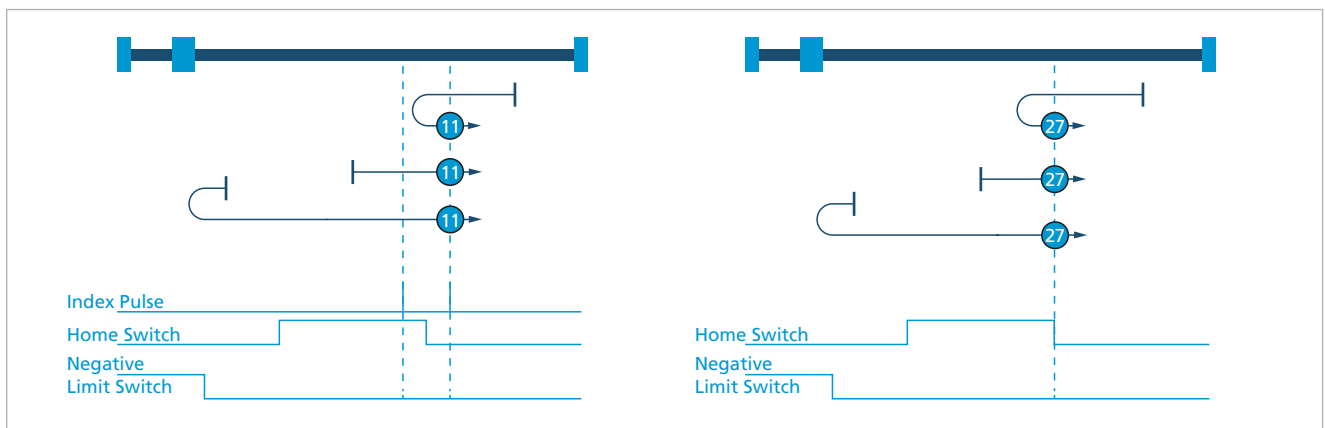 11
11
11
Index Pulse
Home Switch
Negative
Limit Switch
27
27
27
Home Switch
Negative
Limit Switch